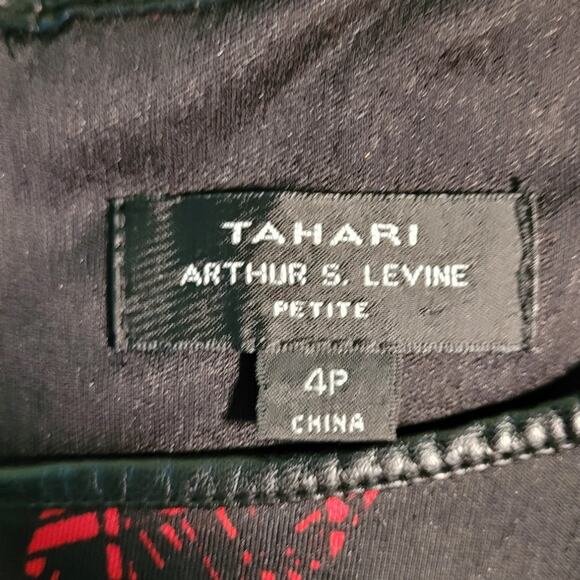 TAHARI
ARTHUR S. LEVINE
PETITE
4P
CHINA